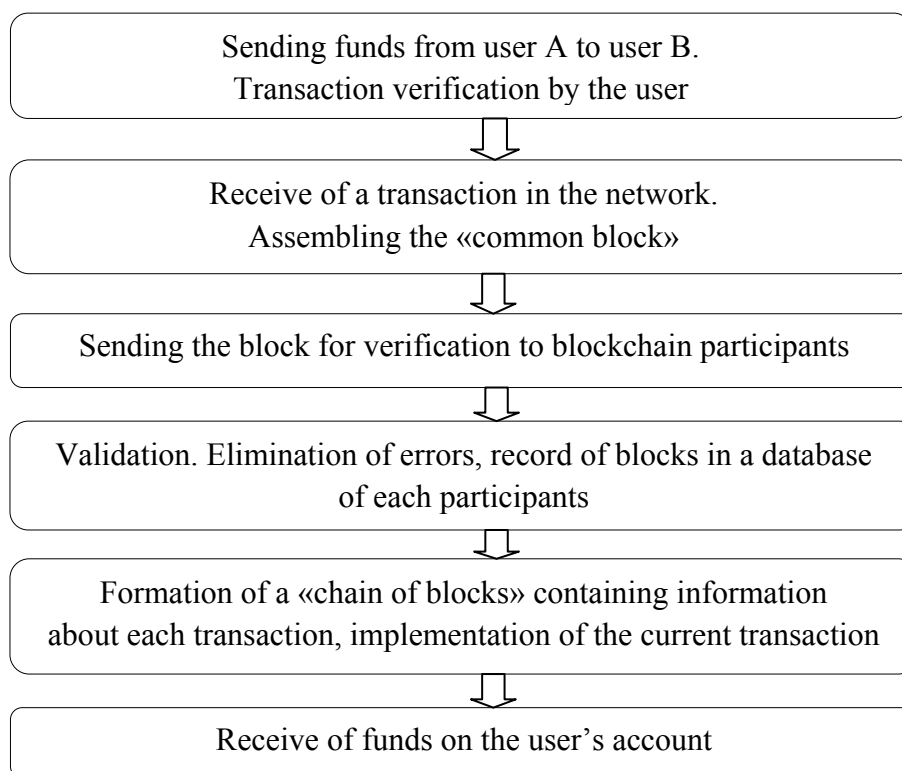 Sending funds from user A to user B.
Transaction verification by the user
Receive of a transaction in the network.
Assembling the «common block»
Sending the block for verification to blockchain participants
Validation. Elimination of errors, record of blocks in a database
of each participants
Formation of a «chain of blocks» containing information
about each transaction, implementation of the current transaction
Receive of funds on the user’s account